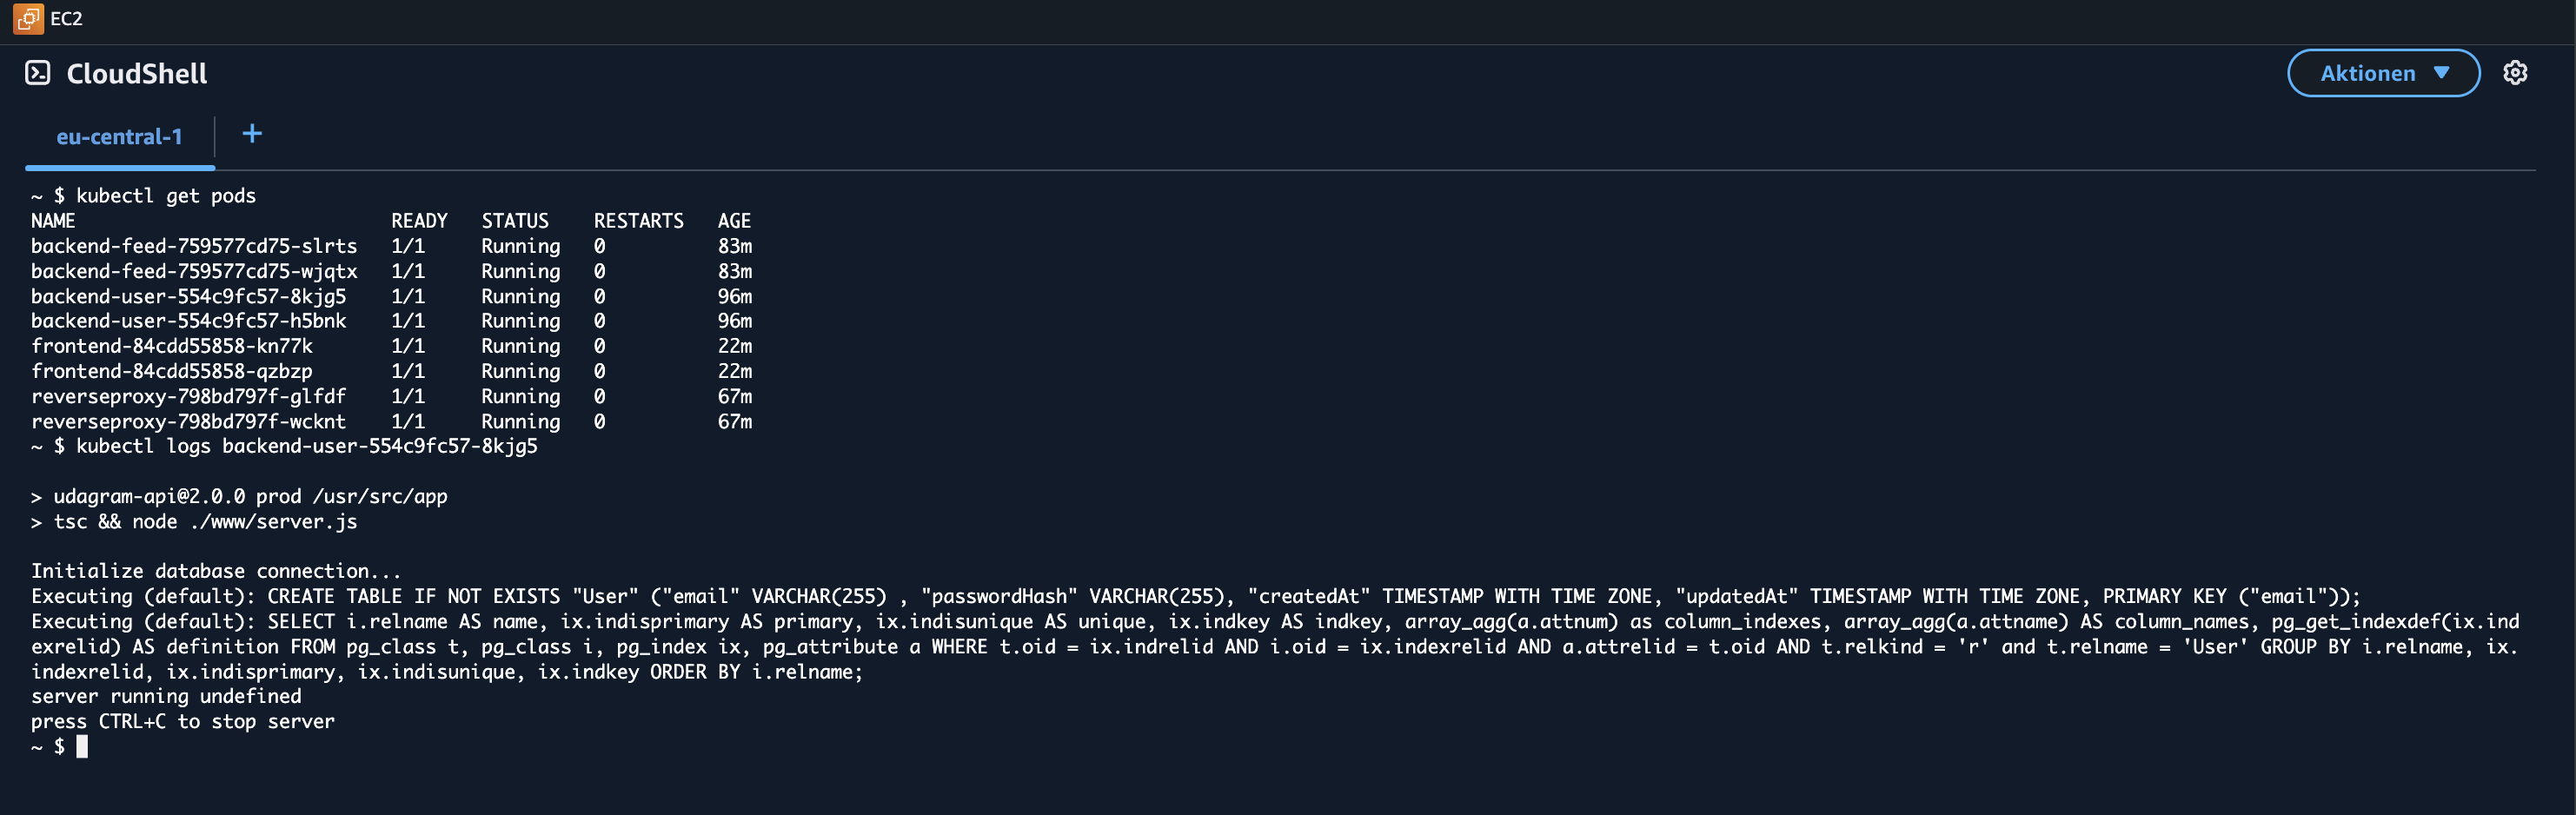 EC2
CloudShell
Aktionen
eu-central-1 +
~ $ kubectl get pods
NAME READY STATUS RESTARTS AGE
backend-feed-759577cd75-slrts 1/1 Running 0 83m
backend-feed-759577cd75-wjqtx 1/1 Running 0 83m
backend-user-554c9fc57-8kjg5 1/1 Running 0 96m
backend-user-554c9fc57-h5bnk 1/1 Running 0 96m
frontend-84cdd55858-kn77k 1/1 Running 0 22m
frontend-84cdd55858-qzbzp 1/1 Running 0 22m
reverseproxy-798bd797f-glfdf 1/1 Running 0 67m
reverseproxy-798bd797f-wcknt 1/1 Running 0 67m
~ $ kubectl logs backend-user-554c9fc57-8kjg5
> udagram-api@2.0.0 prod /usr/src/app
> tsc && node ./www/server.js
Initialize database connection...
Executing (default): CREATE TABLE IF NOT EXISTS "User" ("email" VARCHAR(255) , "passwordHash" VARCHAR(255), "createdAt" TIMESTAMP WITH TIME ZONE, "updatedAt" TIMESTAMP WITH TIME ZONE, PRIMARY KEY ("email"));
Executing (default): SELECT i.relname AS name, ix.indisprimary AS primary, ix.indisunique AS unique, ix.indkey AS indkey, array_agg(a.attnum) as column_indexes, array_agg(a.attname) AS column_names, pg_get_indexdef(ix.ind
exrelid) AS definition FROM pg_class t, pg_class i, pg_index ix, pg_attribute a WHERE t.oid = ix.indrelid AND i.oid = ix.indexrelid AND a.attrelid = t.oid AND t.relkind = 'r' and t.relname = 'User' GROUP BY i.relname, ix.
indexrelid, ix.indisprimary, ix.indisunique, ix.indkey ORDER BY i.relname;
server running undefined
press CTRL+C to stop server
~ $